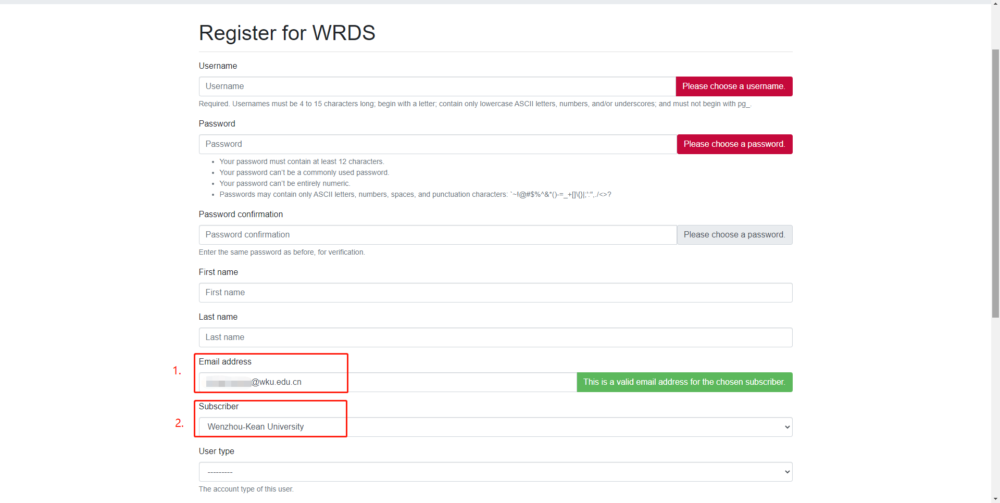 Register for WRDS
Username
Username
Please choose a username.
Required. Usernames must be 4 to 15 characters long; begin with a letter; contain only lowercase ASCII letters, numbers, and/or underscores; and must not begin with pg_.
Password
Password
Please choose a password.
• Your password must contain at least 12 characters.
• Your password can't be a commonly used password.
• Your password can't be entirely numeric.
• Passwords may contain only ASCII letters, numbers, spaces, and punctuation characters: `~!@#$%^&*()-=_+[]\{}|;':",./<>?
Password confirmation
Password confirmation
Please choose a password.
Enter the same password as before, for verification.
First name
First name
Last name
Last name
1.
Email address
@wku.edu.cn
This is a valid email address for the chosen subscriber.
2.
Subscriber
Wenzhou-Kean University
User type
---------
The account type of this user.